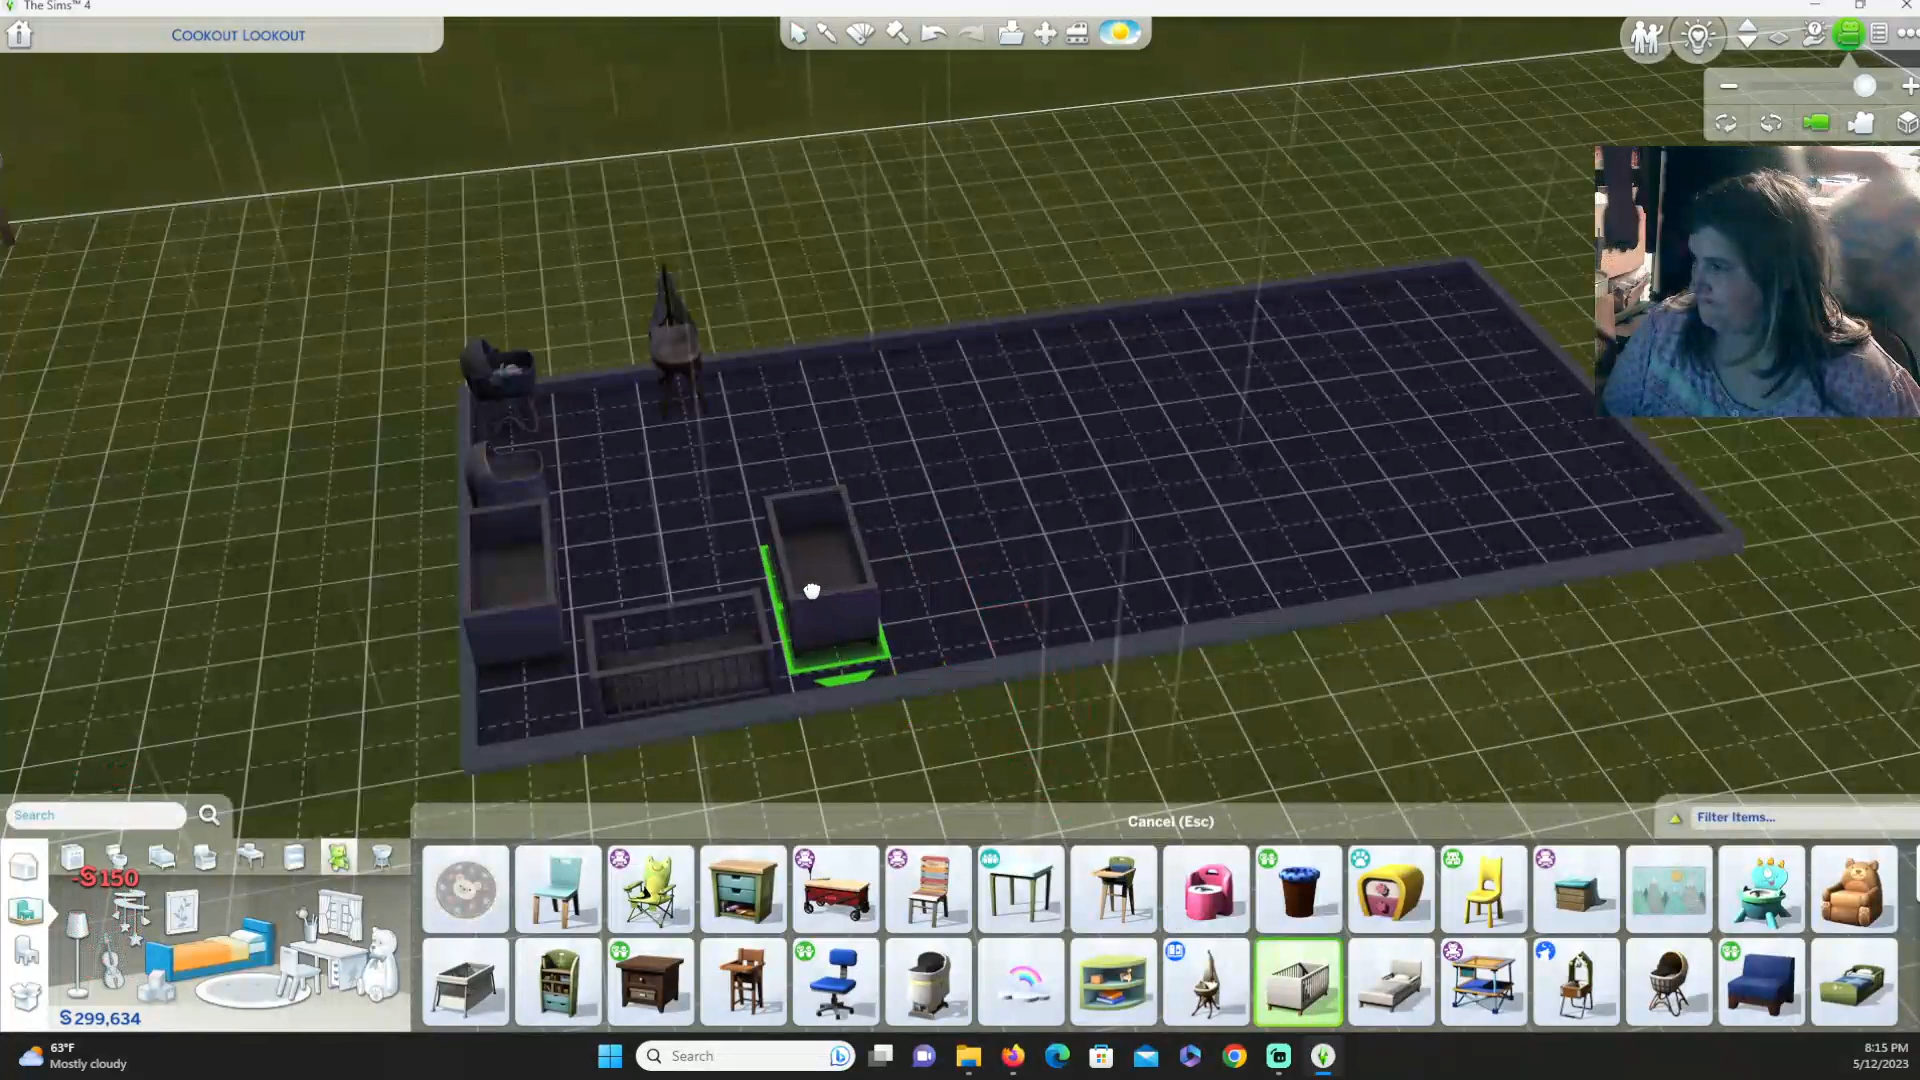 The Sims™ 4
COOKOUT LOOKOUT
Search
Cancel (Esc)
Filter Items...
-§150
§299,634
63°F
Mostly cloudy
Search
8:15 PM
5/12/2023